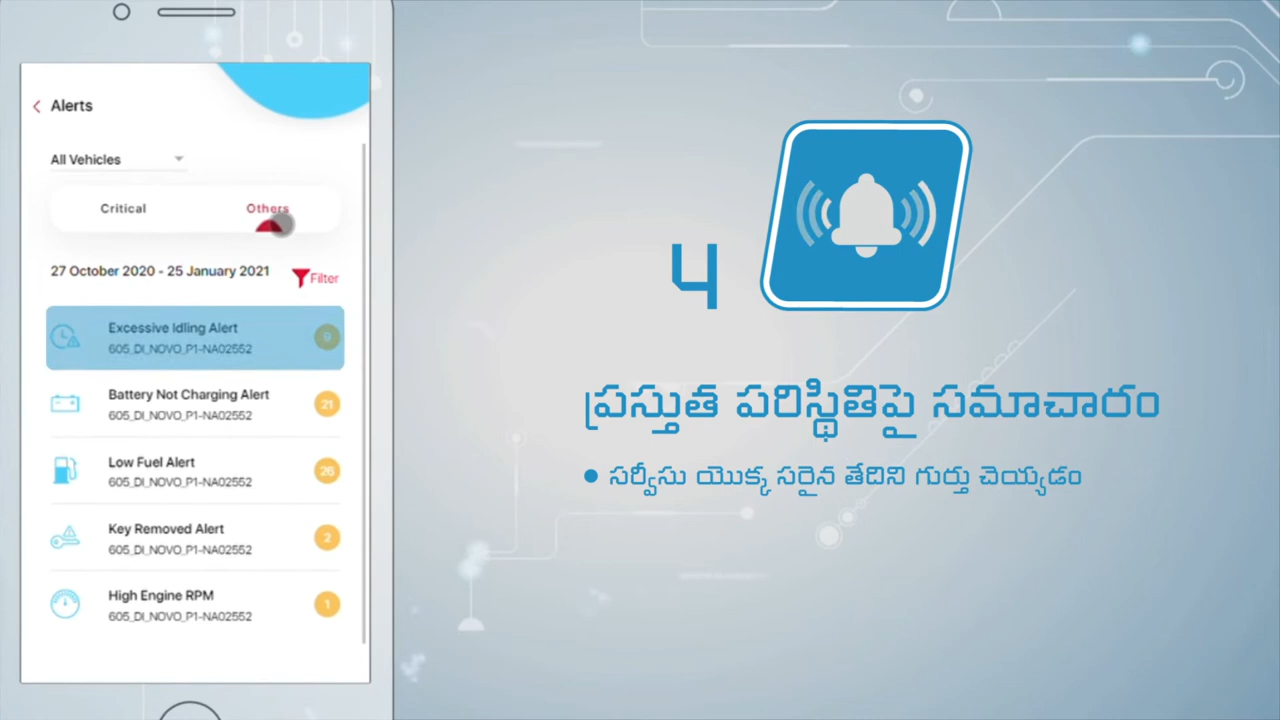 Alerts
All Vehicles
Critical
Others
27 October 2020 - 25 January 2021
Filter
Excessive Idling Alert
605_DI_NOVO_P1-NA02552
9
Battery Not Charging Alert
605_DI_NOVO_P1-NA02552
21
Low Fuel Alert
605_DI_NOVO_P1-NA02552
26
Key Removed Alert
605_DI_NOVO_P1-NA02552
2
High Engine RPM
605_DI_NOVO_P1-NA02552
1
4
ప్రస్తుత పరిస్థితిపై సమాచారం
• సర్వీసు యొక్క సరైన తేదిని గుర్తు చెయ్యడం